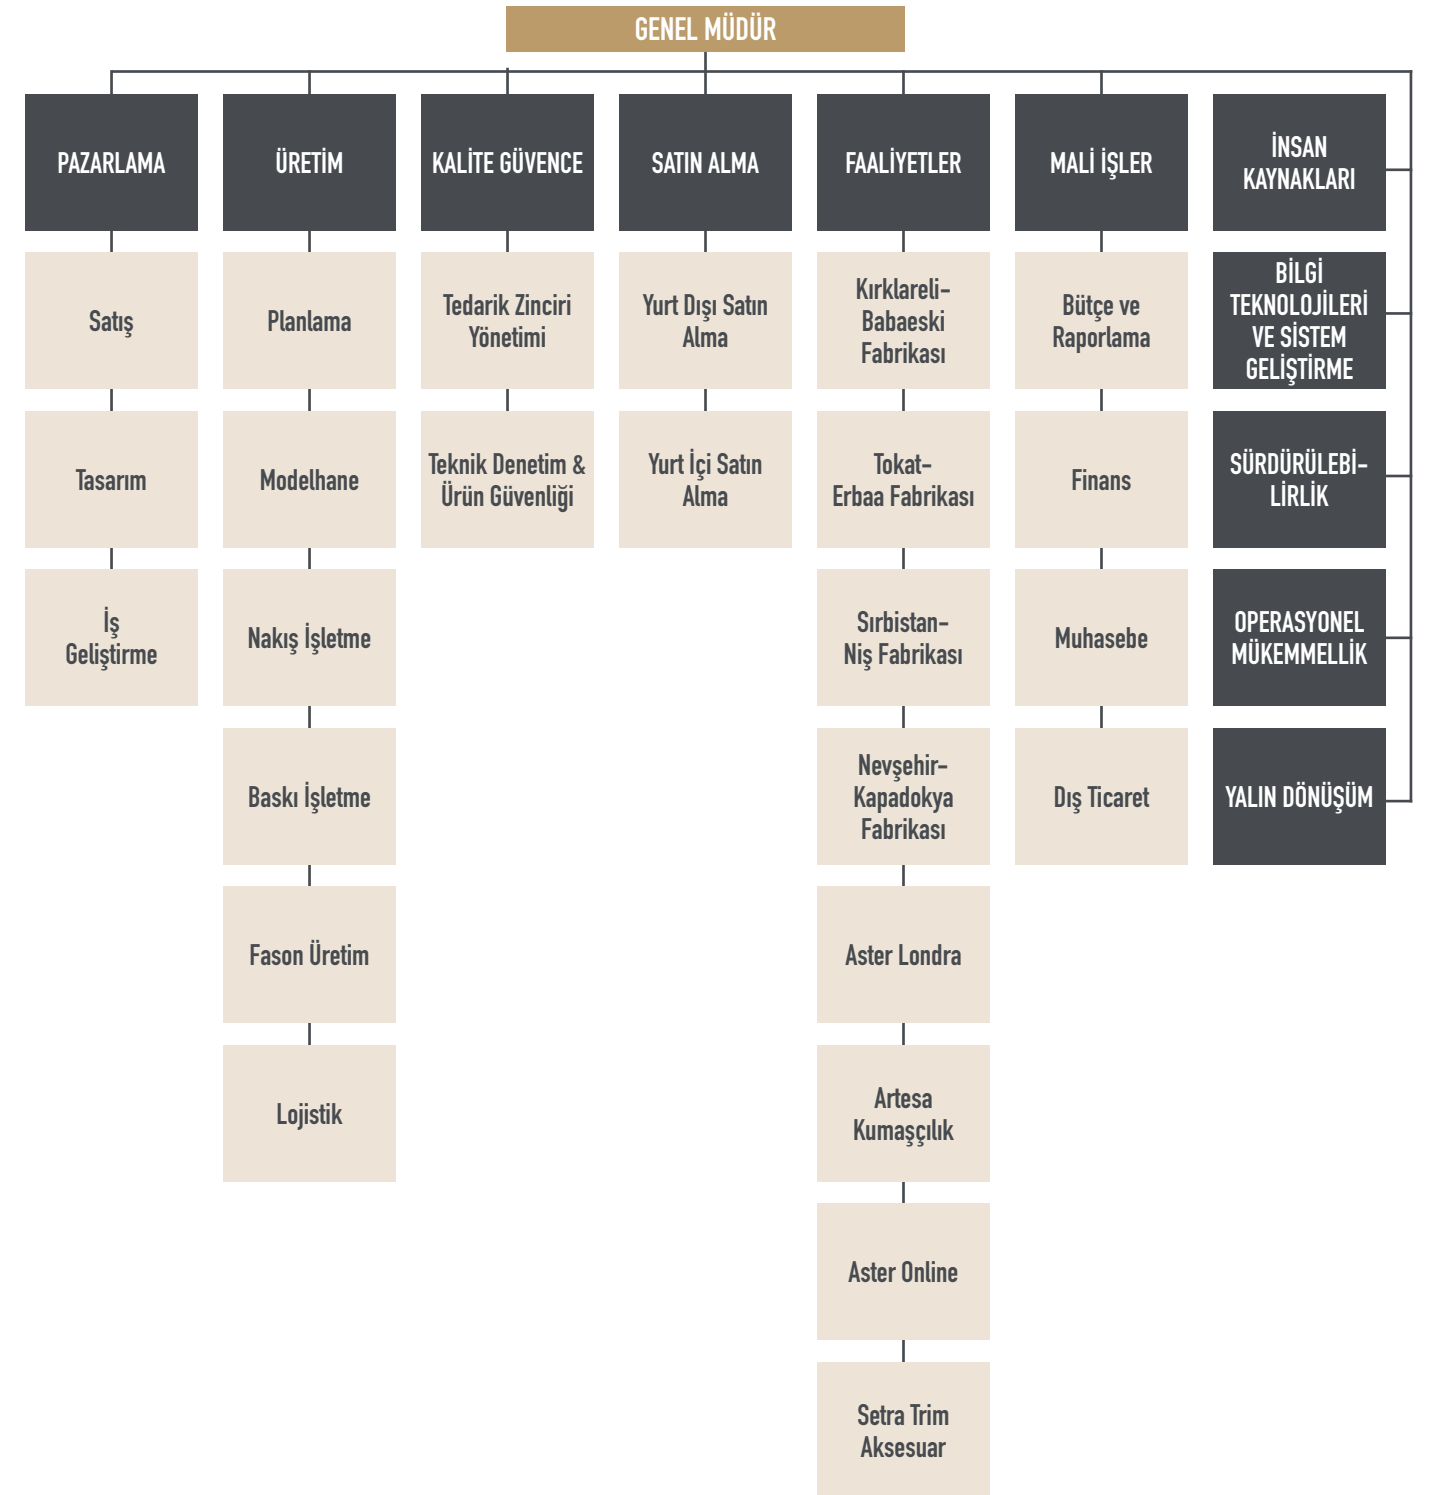 GENEL MÜDÜR
PAZARLAMA
Satış
Tasarım
İş
Geliştirme
ÜRETİM
Planlama
Modelhane
Nakış İşletme
Baskı İşletme
Fason Üretim
Lojistik
KALİTE GÜVENCE
Tedarik Zinciri
Yönetimi
Teknik Denetim &
Ürün Güvenliği
SATIN ALMA
Yurt Dışı Satın
Alma
Yurt İçi Satın
Alma
FAALİYETLER
Kırklareli-
Babaeski
Fabrikası
Tokat-
Erbaa Fabrikası
Sırbistan-
Niş Fabrikası
Nevşehir-
Kapadokya
Fabrikası
Aster Londra
Artesa
Kumaşçılık
Aster Online
Setra Trim
Aksesuar
MALİ İŞLER
Bütçe ve
Raporlama
Finans
Muhasebe
Dış Ticaret
İNSAN
KAYNAKLARI
BİLGİ
TEKNOLOJİLERİ
VE SİSTEM
GELİŞTİRME
SÜRDÜRÜLEBİ-
LİRLİK
OPERASYONEL
MÜKEMMELLİK
YALIN DÖNÜŞÜM